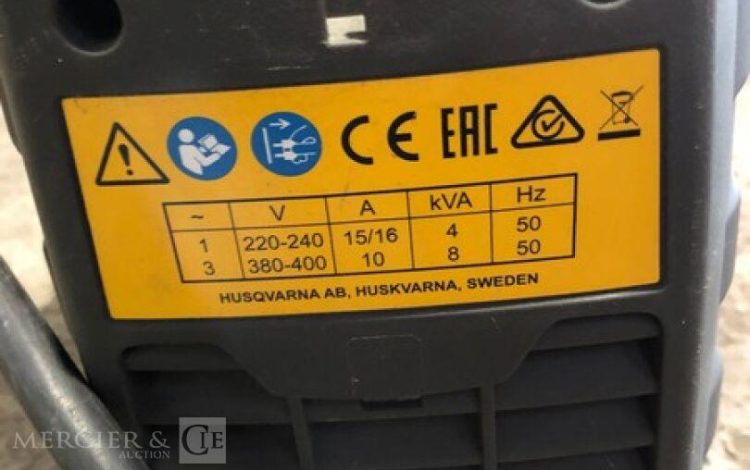 CE EAC
~ V A kVA Hz
1 220-240 15/16 4 50
3 380-400 10 8 50
HUSQVARNA AB, HUSKVARNA, SWEDEN
MERCIER & CIE
AUCTION